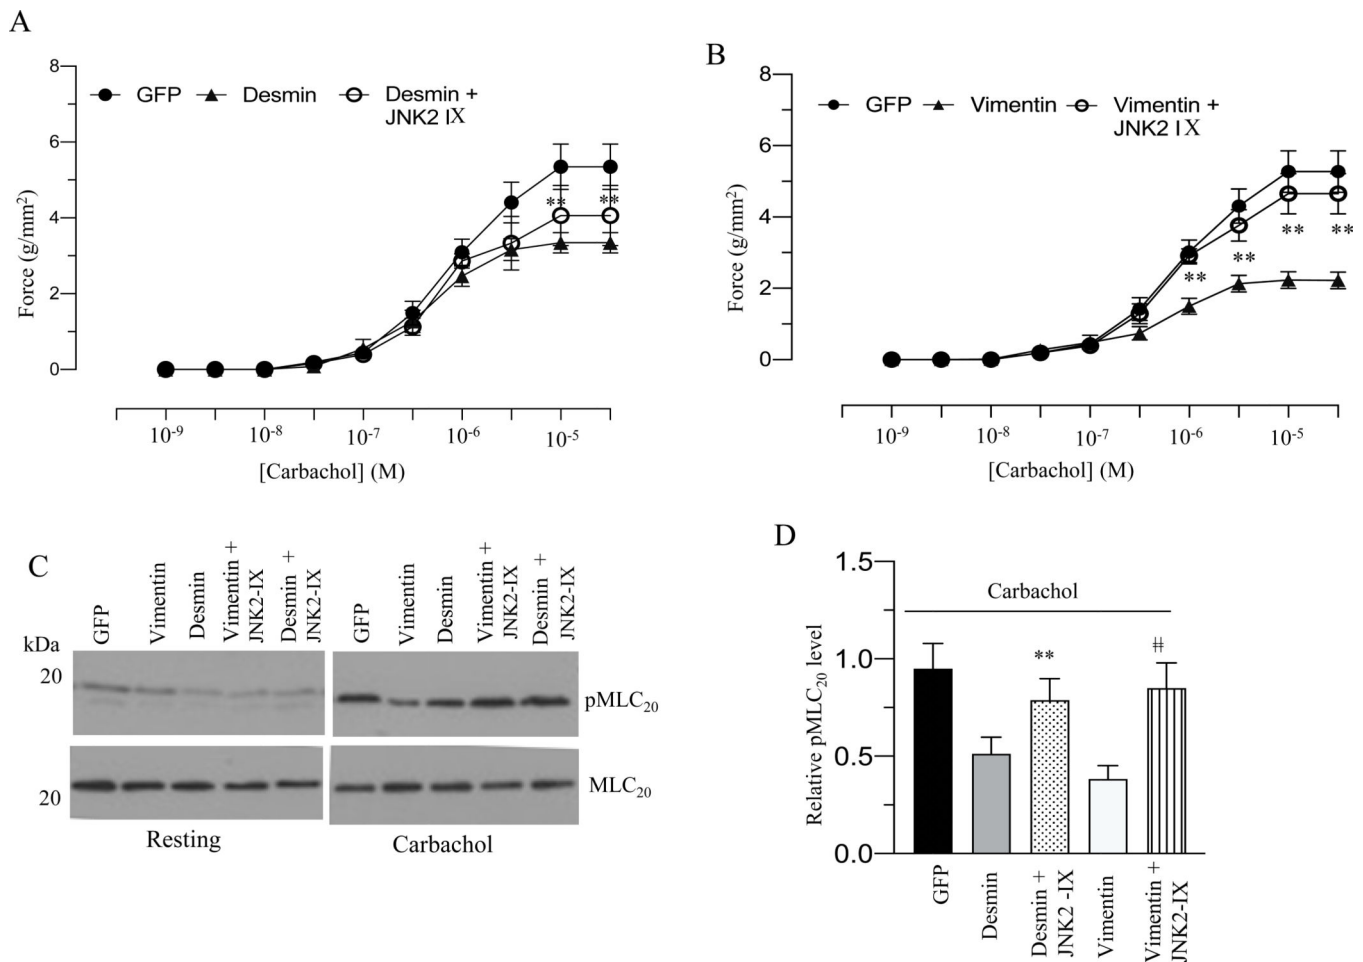 A
8
GFP
Desmin
Desmin +
JNK2 IX
6
4
2
0
** **
Force (g/mm²)
10⁻⁹ 10⁻⁸ 10⁻⁷ 10⁻⁶ 10⁻⁵
[Carbachol] (M)
B
8
GFP
Vimentin
Vimentin +
JNK2 IX
6
4
2
0
** ** ** **
Force (g/mm²)
10⁻⁹ 10⁻⁸ 10⁻⁷ 10⁻⁶ 10⁻⁵
[Carbachol] (M)
C
kDa
GFP
Vimentin
Desmin
Vimentin +
JNK2-IX
Desmin +
JNK2-IX
GFP
Vimentin
Desmin
Vimentin +
JNK2-IX
Desmin +
JNK2-IX
20
pMLC₂₀
20
MLC₂₀
Resting
Carbachol
D
1.5
Carbachol
1.0
0.5
0.0
**
#
Relative pMLC₂₀ level
GFP
Desmin
Desmin +
JNK2 -IX
Vimentin
Vimentin +
JNK2-IX